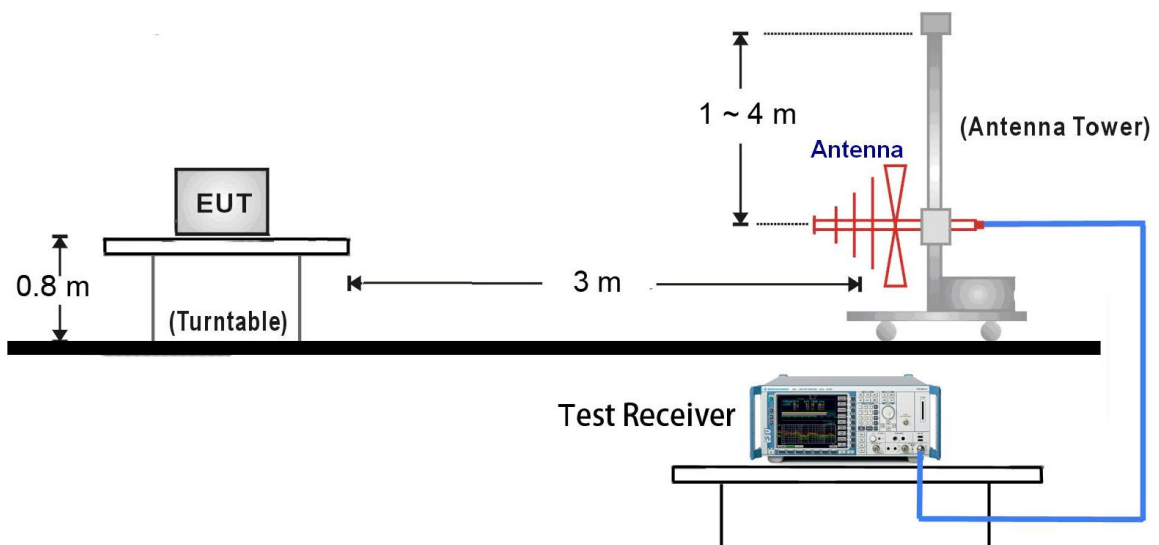 1 ~ 4 m
(Antenna Tower)
Antenna
EUT
0.8 m
3 m
(Turntable)
Test Receiver